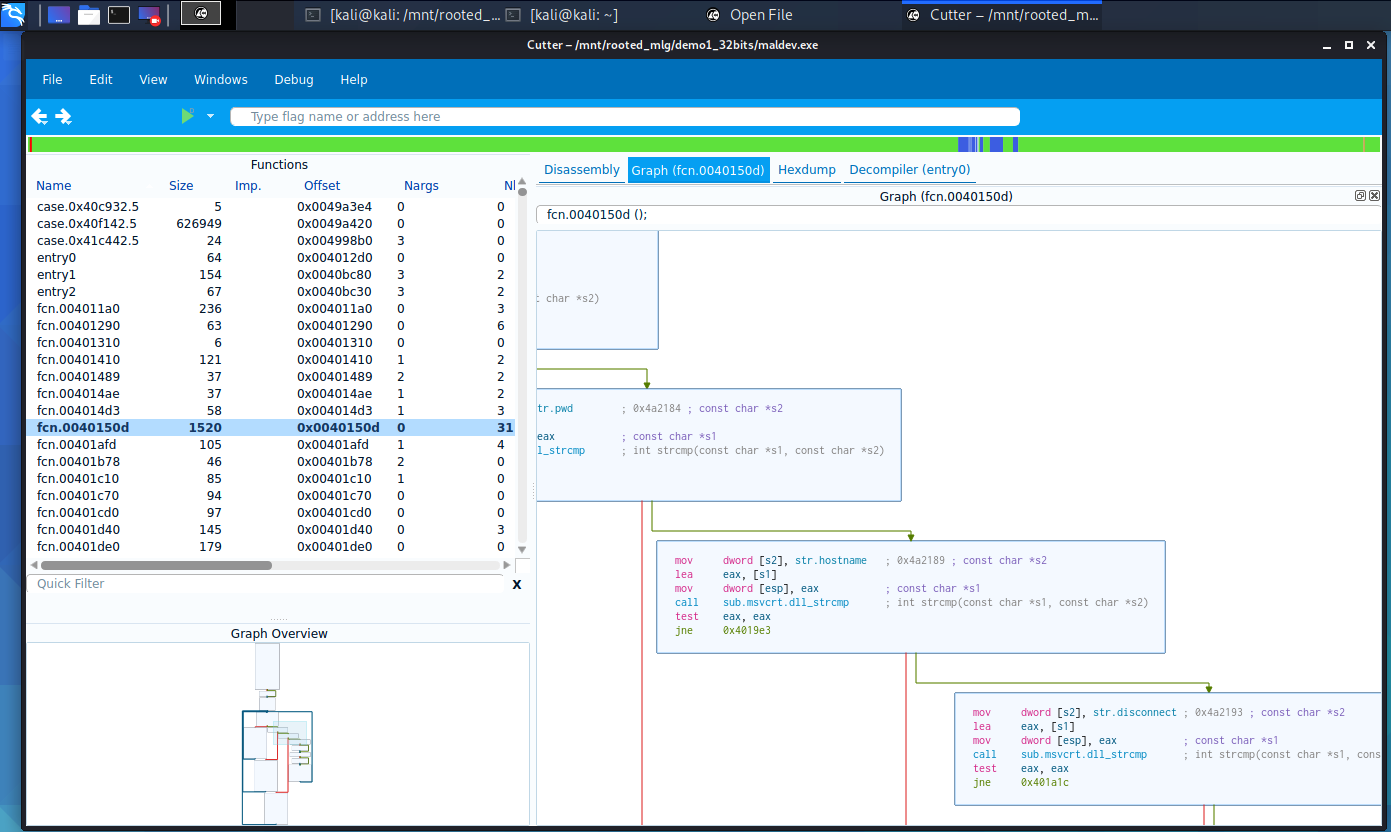 [kali@kali: /mnt/rooted_... [kali@kali: ~] Open File Cutter – /mnt/rooted_m...
Cutter – /mnt/rooted_mlg/demo1_32bits/maldev.exe
File Edit View Windows Debug Help
Type flag name or address here
Functions
Name Size Imp. Offset Nargs Nl
case.0x40c932.5 5 0x0049a3e4 0 0
case.0x40f142.5 626949 0x0049a420 0 0
case.0x41c442.5 24 0x004998b0 3 0
entry0 64 0x004012d0 0 0
entry1 154 0x0040bc80 3 2
entry2 67 0x0040bc30 3 2
fcn.004011a0 236 0x004011a0 0 3
fcn.00401290 63 0x00401290 0 6
fcn.00401310 6 0x00401310 0 0
fcn.00401410 121 0x00401410 1 2
fcn.00401489 37 0x00401489 2 2
fcn.004014ae 37 0x004014ae 1 2
fcn.004014d3 58 0x004014d3 1 3
fcn.0040150d 1520 0x0040150d 0 31
fcn.00401afd 105 0x00401afd 1 4
fcn.00401b78 46 0x00401b78 2 0
fcn.00401c10 85 0x00401c10 1 0
fcn.00401c70 94 0x00401c70 0 0
fcn.00401cd0 97 0x00401cd0 0 0
fcn.00401d40 145 0x00401d40 0 3
fcn.00401de0 179 0x00401de0 0 0
Quick Filter X
Graph Overview
Disassembly Graph (fcn.0040150d) Hexdump Decompiler (entry0)
Graph (fcn.0040150d)
fcn.0040150d ();
t char *s2)
tr.pwd ; 0x4a2184 ; const char *s2
eax ; const char *s1
l_strcmp ; int strcmp(const char *s1, const char *s2)
mov dword [s2], str.hostname ; 0x4a2189 ; const char *s2
lea eax, [s1]
mov dword [esp], eax ; const char *s1
call sub.msvcrt.dll_strcmp ; int strcmp(const char *s1, const char *s2)
test eax, eax
jne 0x4019e3
mov dword [s2], str.disconnect ; 0x4a2193 ; const char *s2
lea eax, [s1]
mov dword [esp], eax ; const char *s1
call sub.msvcrt.dll_strcmp ; int strcmp(const char *s1, cons
test eax, eax
jne 0x401a1c